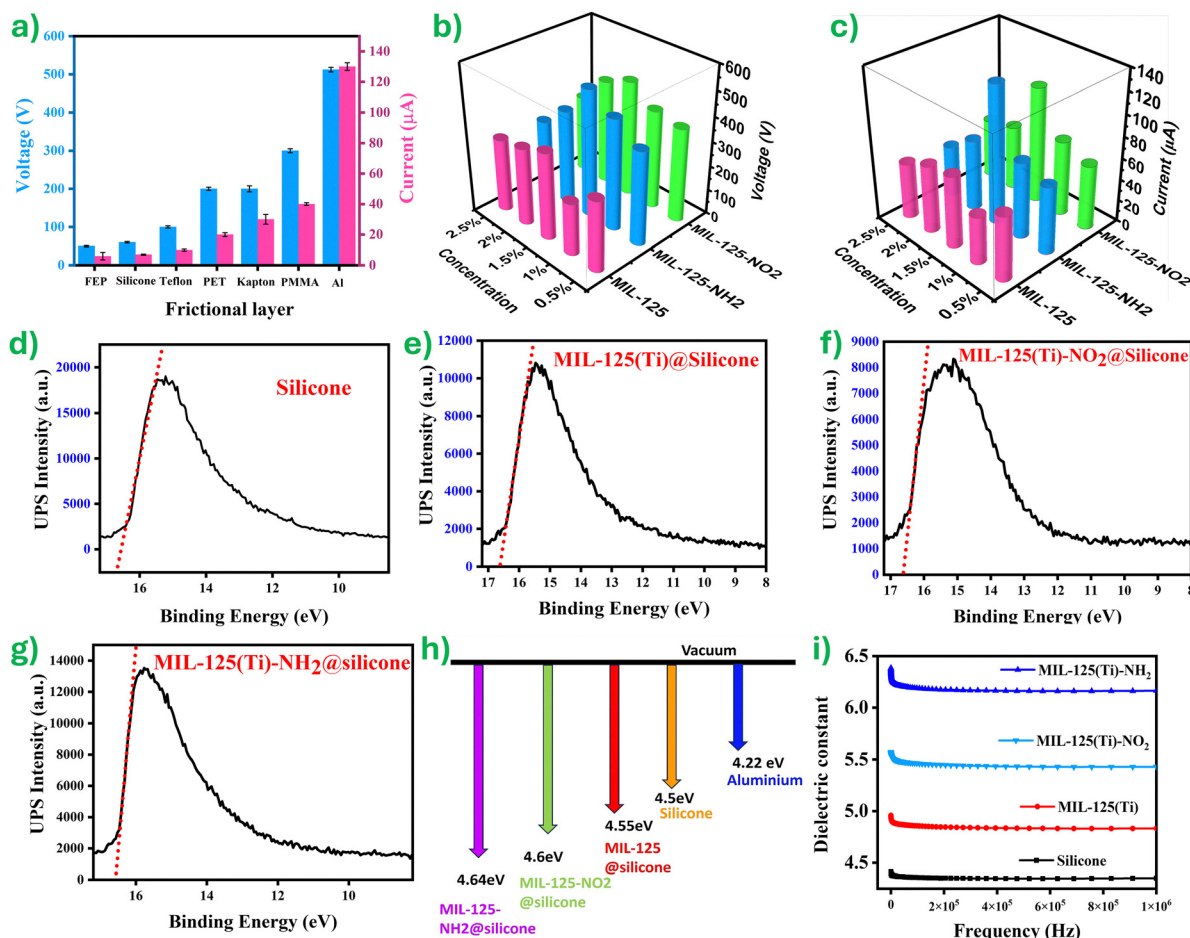 a)
600
500
400
300
200
100
0
Voltage (V)
140
120
100
80
60
40
20
0
Current (μA)
FEP Silicone Teflon PET Kapton PMMA Al
Frictional layer
b)
600
500
400
300
200
100
0
Voltage (V)
2.5%
2%
1.5%
1%
0.5%
Concentration
MIL-125-NO2
MIL-125-NH2
MIL-125
c)
140
120
100
80
60
40
20
0
Current (μA)
2.5%
2%
1.5%
1%
0.5%
Concentration
MIL-125-NO2
MIL-125-NH2
MIL-125
d)
Silicone
20000
15000
10000
5000
0
UPS Intensity (a.u.)
16 14 12 10
Binding Energy (eV)
e)
MIL-125(Ti)@Silicone
12000
10000
8000
6000
4000
2000
0
UPS Intensity (a.u.)
17 16 15 14 13 12 11 10 9 8
Binding Energy (eV)
f)
MIL-125(Ti)-NO₂@Silicone
9000
8000
7000
6000
5000
4000
3000
2000
1000
0
UPS Intensity (a.u.)
17 16 15 14 13 12 11 10 9 8
Binding Energy (eV)
g)
MIL-125(Ti)-NH₂@silicone
14000
12000
10000
8000
6000
4000
2000
0
UPS Intensity (a.u.)
16 14 12 10
Binding Energy (eV)
h)
Vacuum
4.64eV
MIL-125-
NH2@silicone
4.6eV
MIL-125-NO2
@silicone
4.55eV
MIL-125
@silicone
4.5eV
Silicone
4.22 eV
Aluminium
i)
6.5
6.0
5.5
5.0
4.5
Dielectric constant
MIL-125(Ti)-NH₂
MIL-125(Ti)-NO₂
MIL-125(Ti)
Silicone
0 2×10⁵ 4×10⁵ 6×10⁵ 8×10⁵ 1×10⁶
Frequency (Hz)